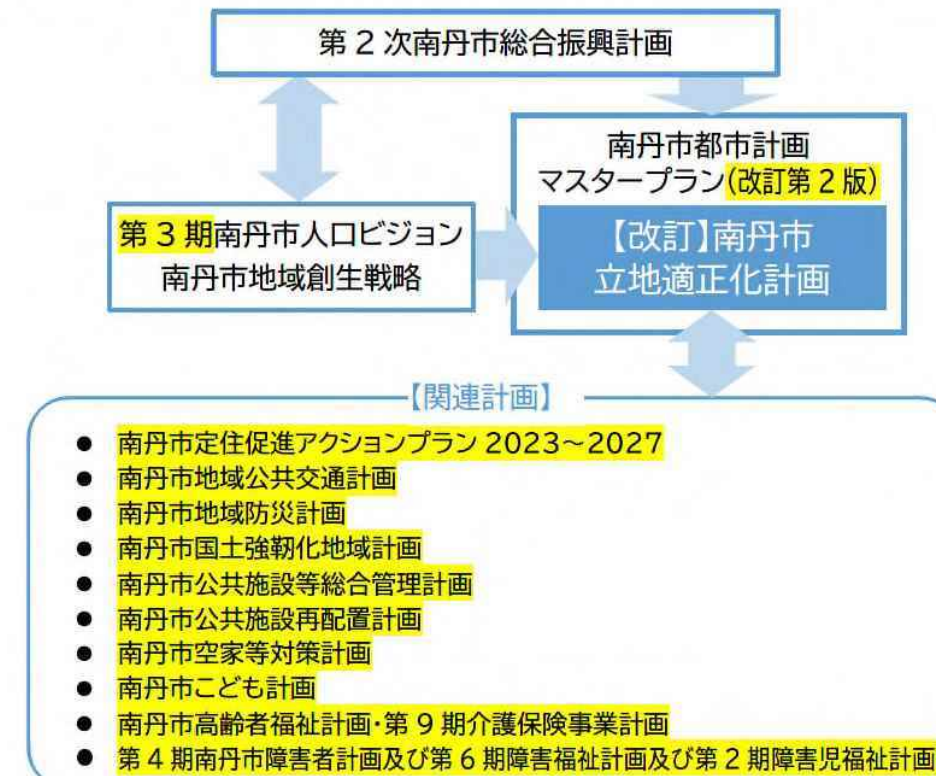 第２次南丹市総合振興計画
南丹市都市計画
マスタープラン(改訂第２版)
【改訂】南丹市
立地適正化計画
第３期南丹市人口ビジョン
南丹市地域創生戦略
【関連計画】
● 南丹市定住促進アクションプラン 2023～2027
● 南丹市地域公共交通計画
● 南丹市地域防災計画
● 南丹市国土強靭化地域計画
● 南丹市公共施設等総合管理計画
● 南丹市公共施設再配置計画
● 南丹市空家等対策計画
● 南丹市こども計画
● 南丹市高齢者福祉計画・第９期介護保険事業計画
● 第４期南丹市障害者計画及び第６期障害福祉計画及び第２期障害児福祉計画